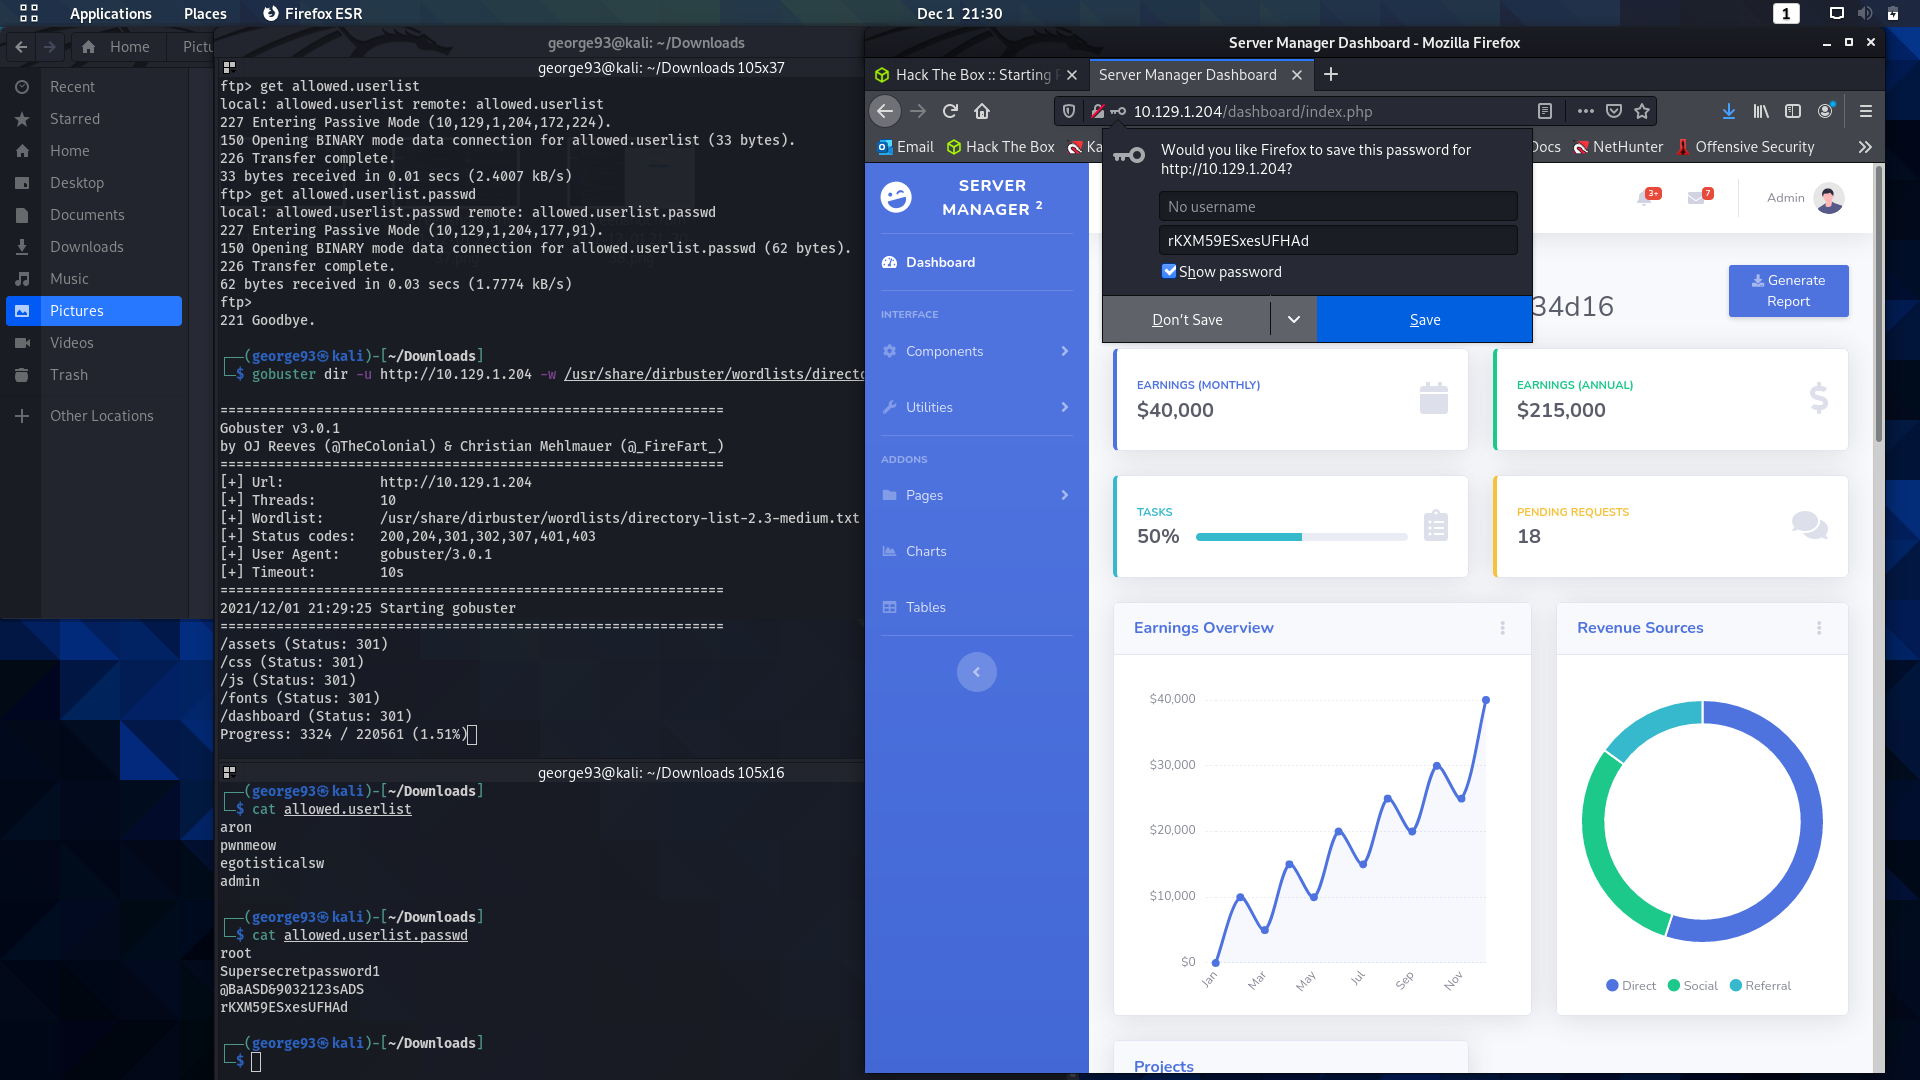 Applications
Places
Firefox ESR
Dec 1 21:30
1
Home
Pictu
Recent
Starred
Home
Desktop
Documents
Downloads
Music
Pictures
Videos
Trash
Other Locations
george93@kali: ~/Downloads
george93@kali: ~/Downloads 105x37
ftp> get allowed.userlist
local: allowed.userlist remote: allowed.userlist
227 Entering Passive Mode (10,129,1,204,172,224).
150 Opening BINARY mode data connection for allowed.userlist (33 bytes).
226 Transfer complete.
33 bytes received in 0.01 secs (2.4007 kB/s)
ftp> get allowed.userlist.passwd
local: allowed.userlist.passwd remote: allowed.userlist.passwd
227 Entering Passive Mode (10,129,1,204,177,91).
150 Opening BINARY mode data connection for allowed.userlist.passwd (62 bytes).
226 Transfer complete.
62 bytes received in 0.03 secs (1.7774 kB/s)
ftp>
221 Goodbye.
┌──(george93㉿kali)-[~/Downloads]
└─$ gobuster dir -u http://10.129.1.204 -w /usr/share/dirbuster/wordlists/directo
===============================================================
Gobuster v3.0.1
by OJ Reeves (@TheColonial) & Christian Mehlmauer (@_FireFart_)
===============================================================
[+] Url:            http://10.129.1.204
[+] Threads:        10
[+] Wordlist:       /usr/share/dirbuster/wordlists/directory-list-2.3-medium.txt
[+] Status codes:   200,204,301,302,307,401,403
[+] User Agent:     gobuster/3.0.1
[+] Timeout:        10s
===============================================================
2021/12/01 21:29:25 Starting gobuster
===============================================================
/assets (Status: 301)
/css (Status: 301)
/js (Status: 301)
/fonts (Status: 301)
/dashboard (Status: 301)
Progress: 3324 / 220561 (1.51%)
george93@kali: ~/Downloads 105x16
┌──(george93㉿kali)-[~/Downloads]
└─$ cat allowed.userlist
aron
pwnmeow
egotisticalsw
admin
┌──(george93㉿kali)-[~/Downloads]
└─$ cat allowed.userlist.passwd
root
Supersecretpassword1
@BaASD&9032123sADS
rKXM59ESxesUFHAd
┌──(george93㉿kali)-[~/Downloads]
└─$
Server Manager Dashboard - Mozilla Firefox
Hack The Box :: Starting P
Server Manager Dashboard
10.129.1.204/dashboard/index.php
Email
Hack The Box
Ka
Docs
NetHunter
Offensive Security
Would you like Firefox to save this password for
http://10.129.1.204?
No username
rKXM59ESxesUFHAd
Show password
Don't Save
Save
SERVER
MANAGER 2
Dashboard
INTERFACE
Components
Utilities
ADDONS
Pages
Charts
Tables
3+
7
Admin
34d16
Generate
Report
EARNINGS (MONTHLY)
$40,000
EARNINGS (ANNUAL)
$215,000
TASKS
50%
PENDING REQUESTS
18
Earnings Overview
$40,000
$30,000
$20,000
$10,000
$0
Jan
Mar
May
Jul
Sep
Nov
Revenue Sources
Direct
Social
Referral
Projects